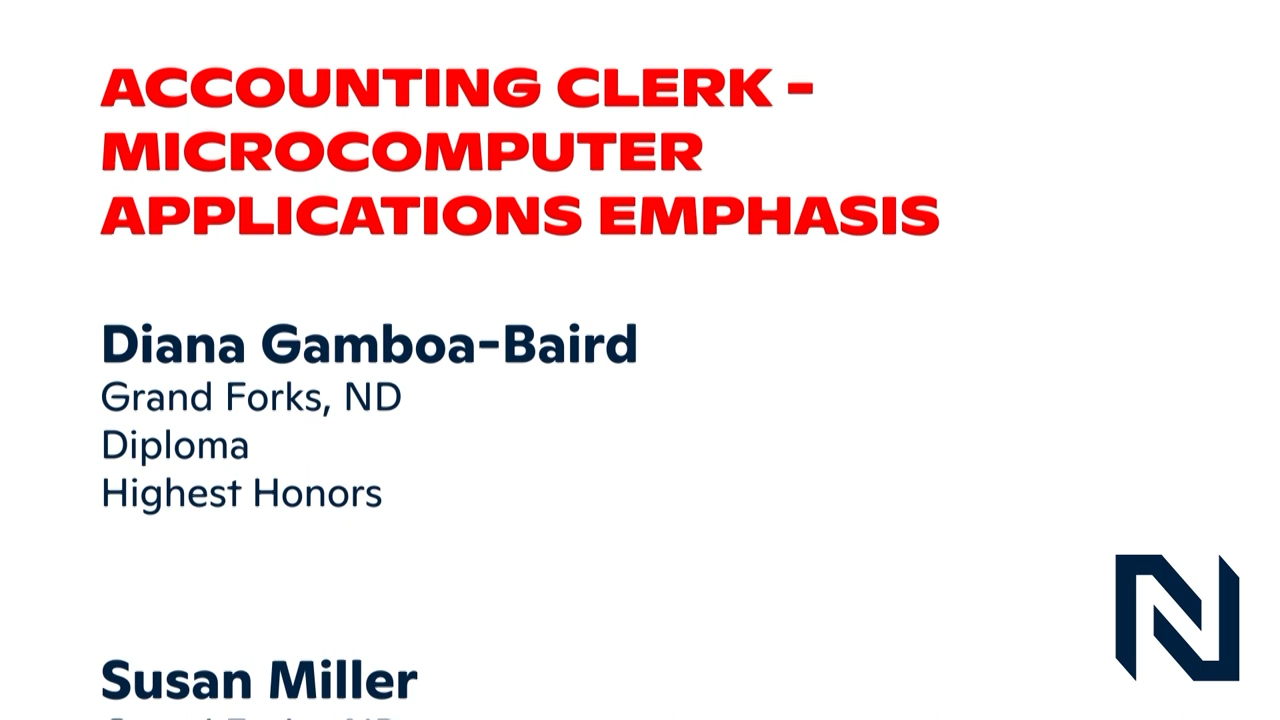 ACCOUNTING CLERK -
MICROCOMPUTER
APPLICATIONS EMPHASIS
Diana Gamboa-Baird
Grand Forks, ND
Diploma
Highest Honors
Susan Miller